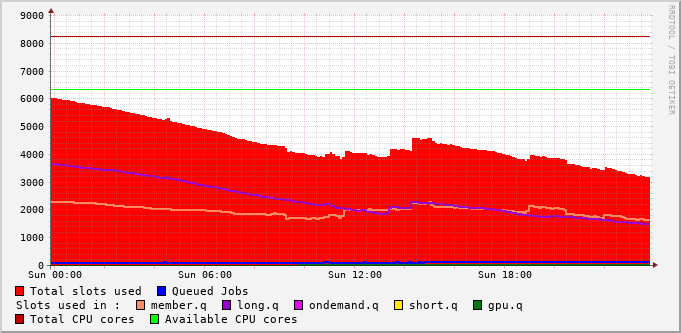 RRDTOOL / TOBI OETIKER
9000
8000
7000
6000
5000
4000
3000
2000
1000
0
Sun 00:00 Sun 06:00 Sun 12:00 Sun 18:00
Total slots used Queued Jobs
Slots used in : member.q long.q ondemand.q short.q gpu.q
Total CPU cores Available CPU cores